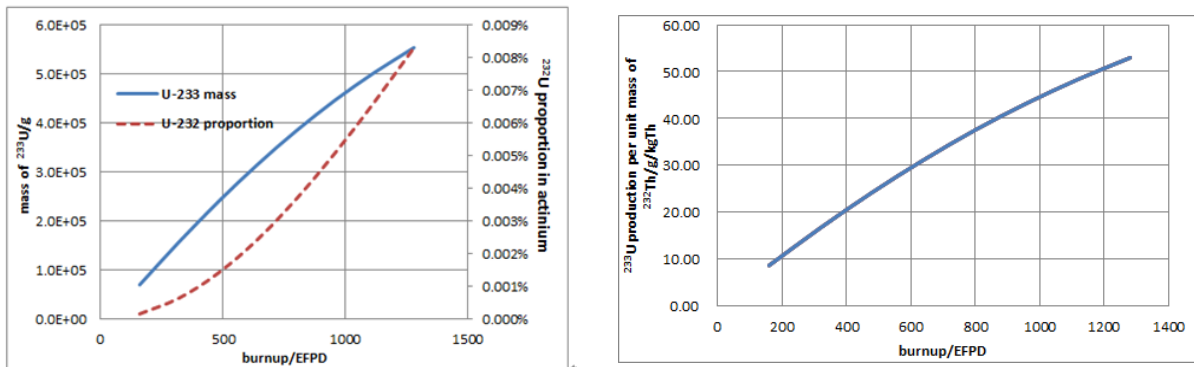 6.0E+05
5.0E+05
4.0E+05
3.0E+05
2.0E+05
1.0E+05
0.0E+00
mass of ²³³U/g
U-233 mass
U-232 proportion
0.009%
0.008%
0.007%
0.006%
0.005%
0.004%
0.003%
0.002%
0.001%
0.000%
²³²U proportion in actinium
0 500 1000 1500
burnup/EFPD
60.00
50.00
40.00
30.00
20.00
10.00
0.00
²³³U production per unit mass of
²³²Th/g/kgTh
0 200 400 600 800 1000 1200 1400
burnup/EFPD